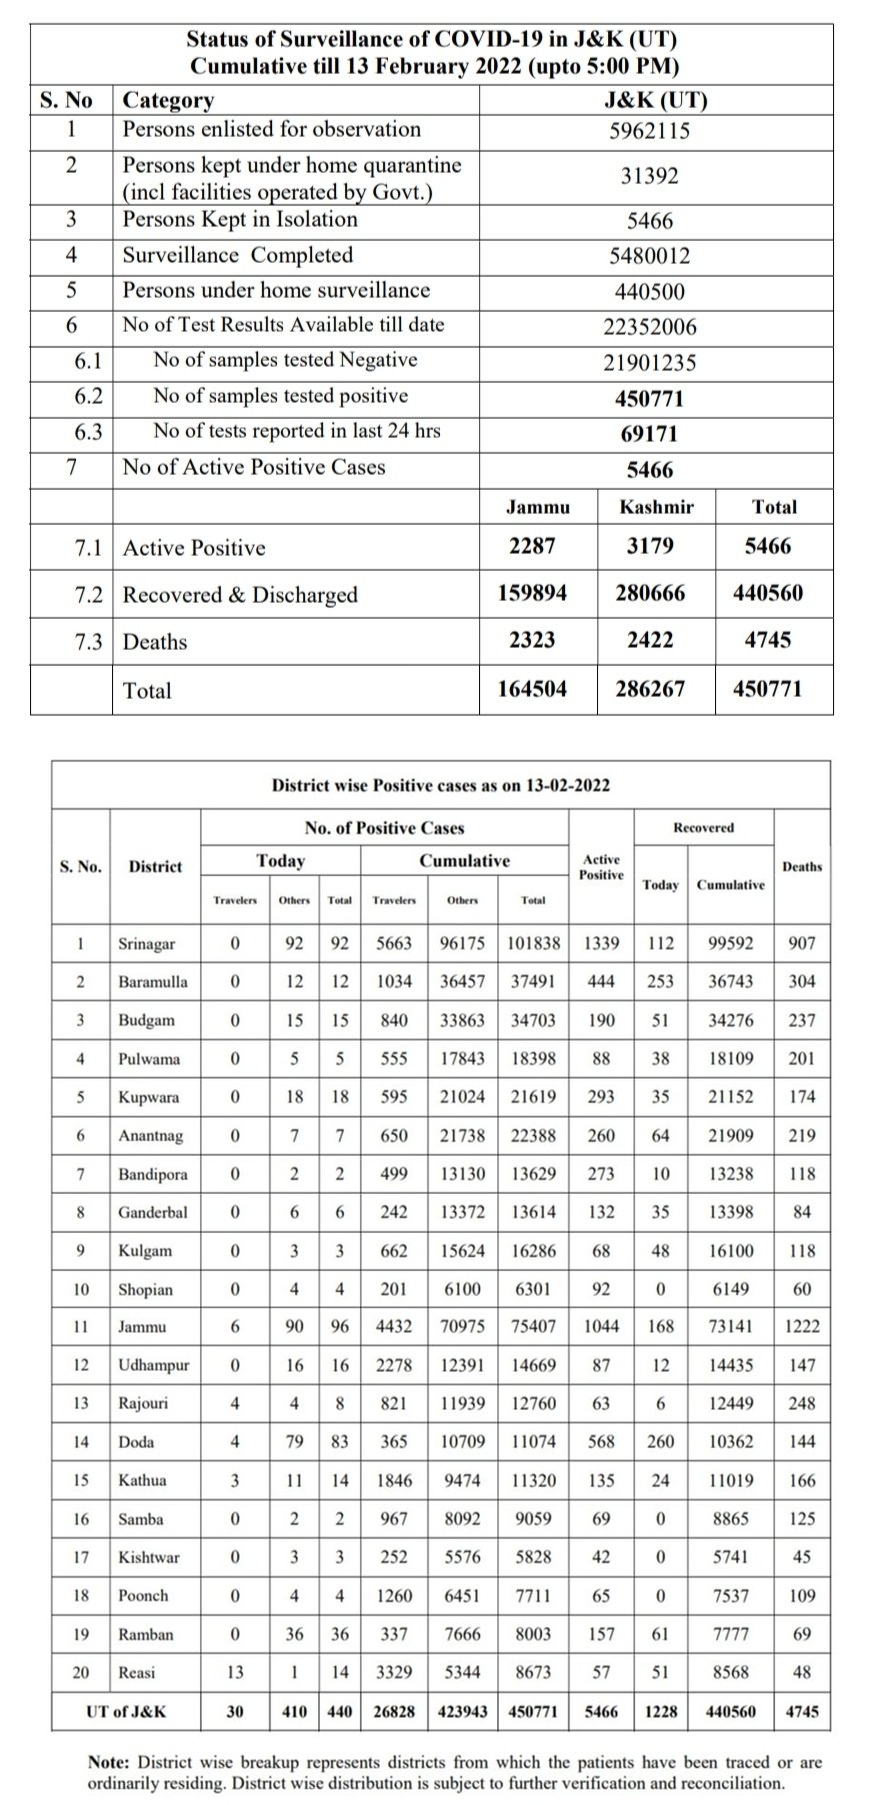 Status of Surveillance of COVID-19 in J&K (UT)
Cumulative till 13 February 2022 (upto 5:00 PM)
S. No Category J&K (UT)
1 Persons enlisted for observation 5962115
2 Persons kept under home quarantine
(incl facilities operated by Govt.) 31392
3 Persons Kept in Isolation 5466
4 Surveillance Completed 5480012
5 Persons under home surveillance 440500
6 No of Test Results Available till date 22352006
6.1 No of samples tested Negative 21901235
6.2 No of samples tested positive 450771
6.3 No of tests reported in last 24 hrs 69171
7 No of Active Positive Cases 5466
Jammu Kashmir Total
7.1 Active Positive 2287 3179 5466
7.2 Recovered & Discharged 159894 280666 440560
7.3 Deaths 2323 2422 4745
Total 164504 286267 450771
District wise Positive cases as on 13-02-2022
No. of Positive Cases Recovered
S. No. District Today Cumulative Active Positive Today Cumulative Deaths
Travelers Others Total Travelers Others Total
1 Srinagar 0 92 92 5663 96175 101838 1339 112 99592 907
2 Baramulla 0 12 12 1034 36457 37491 444 253 36743 304
3 Budgam 0 15 15 840 33863 34703 190 51 34276 237
4 Pulwama 0 5 5 555 17843 18398 88 38 18109 201
5 Kupwara 0 18 18 595 21024 21619 293 35 21152 174
6 Anantnag 0 7 7 650 21738 22388 260 64 21909 219
7 Bandipora 0 2 2 499 13130 13629 273 10 13238 118
8 Ganderbal 0 6 6 242 13372 13614 132 35 13398 84
9 Kulgam 0 3 3 662 15624 16286 68 48 16100 118
10 Shopian 0 4 4 201 6100 6301 92 0 6149 60
11 Jammu 6 90 96 4432 70975 75407 1044 168 73141 1222
12 Udhampur 0 16 16 2278 12391 14669 87 12 14435 147
13 Rajouri 4 4 8 821 11939 12760 63 6 12449 248
14 Doda 4 79 83 365 10709 11074 568 260 10362 144
15 Kathua 3 11 14 1846 9474 11320 135 24 11019 166
16 Samba 0 2 2 967 8092 9059 69 0 8865 125
17 Kishtwar 0 3 3 252 5576 5828 42 0 5741 45
18 Poonch 0 4 4 1260 6451 7711 65 0 7537 109
19 Ramban 0 36 36 337 7666 8003 157 61 7777 69
20 Reasi 13 1 14 3329 5344 8673 57 51 8568 48
UT of J&K 30 410 440 26828 423943 450771 5466 1228 440560 4745
Note: District wise breakup represents districts from which the patients have been traced or are
ordinarily residing. District wise distribution is subject to further verification and reconciliation.